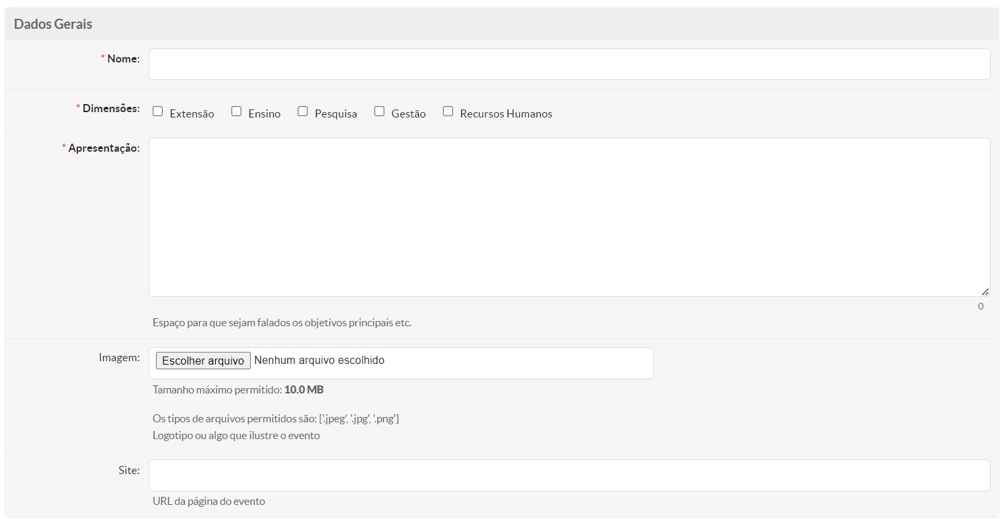 Dados Gerais
* Nome:
* Dimensões: Extensão Ensino Pesquisa Gestão Recursos Humanos
* Apresentação:
0
Espaço para que sejam falados os objetivos principais etc.
Imagem: Escolher arquivo Nenhum arquivo escolhido
Tamanho máximo permitido: 10.0 MB
Os tipos de arquivos permitidos são: ['.jpeg', '.jpg', '.png']
Logotipo ou algo que ilustre o evento
Site:
URL da página do evento